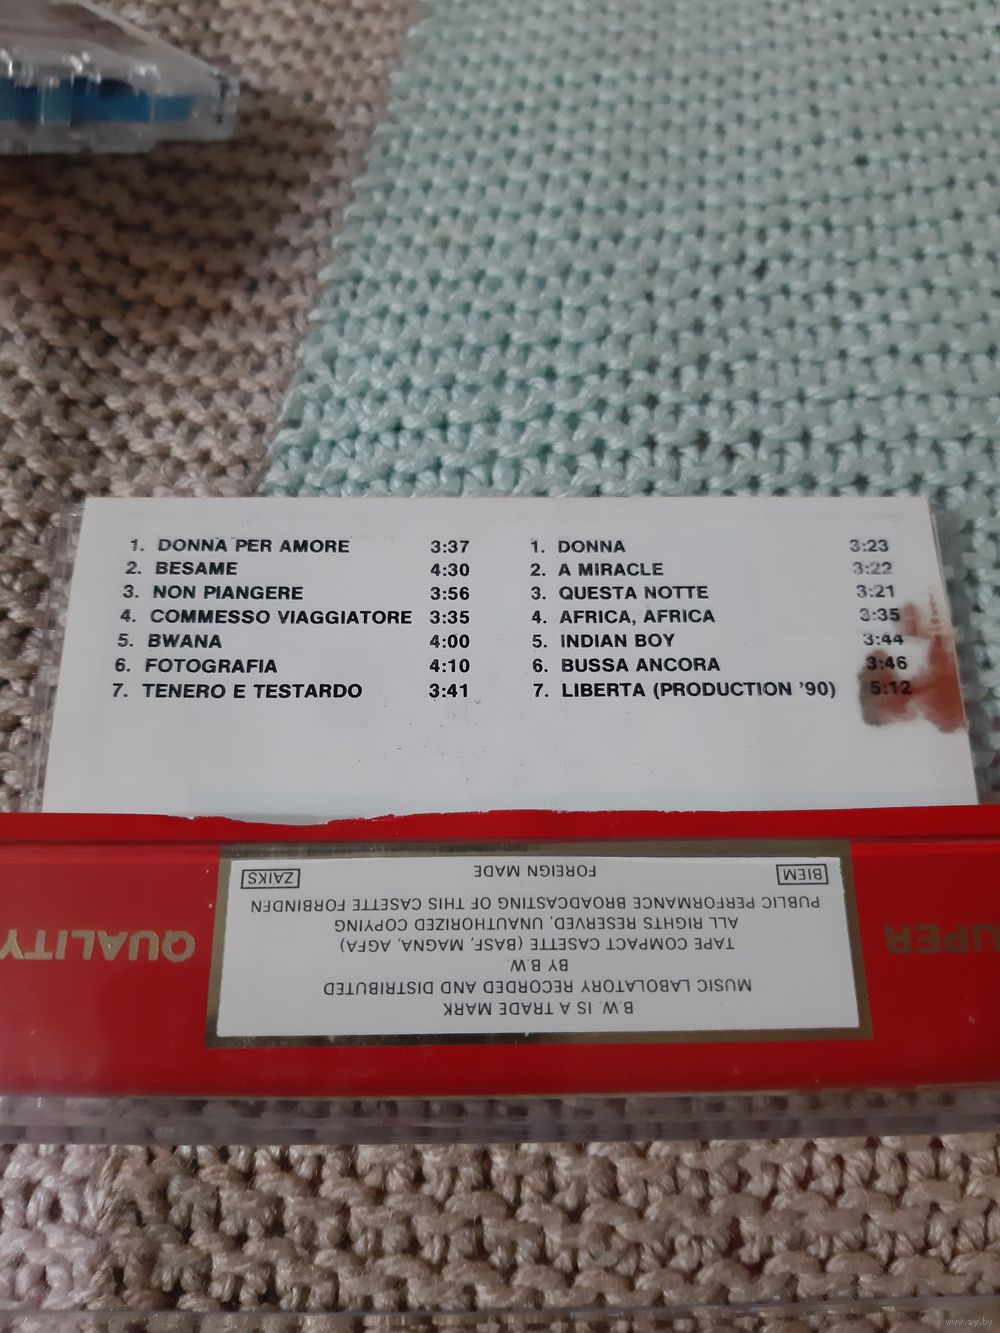 1. DONNA PER AMORE 3:37
2. BESAME 4:30
3. NON PIANGERE 3:56
4. COMMESSO VIAGGIATORE 3:35
5. BWANA 4:00
6. FOTOGRAFIA 4:10
7. TENERO E TESTARDO 3:41
1. DONNA 3:23
2. A MIRACLE 3:22
3. QUESTA NOTTE 3:21
4. AFRICA, AFRICA 3:35
5. INDIAN BOY 3:44
6. BUSSA ANCORA 3:46
7. LIBERTA (PRODUCTION '90) 5:12
SUPER
QUALITY
B.W. IS A TRADE MARK
MUSIC LABOLATORY RECORDED AND DISTRIBUTED
BY B.W.
TAPE COMPACT CASETTE (BASF, MAGNA, AGFA)
ALL RIGHTS RESERVED, UNAUTHORIZED COPYING
PUBLIC PERFORMANCE BROADCASTING OF THIS CASETTE FORBINDEN
BIEM FOREIGN MADE ZAIKS
www.ay.by